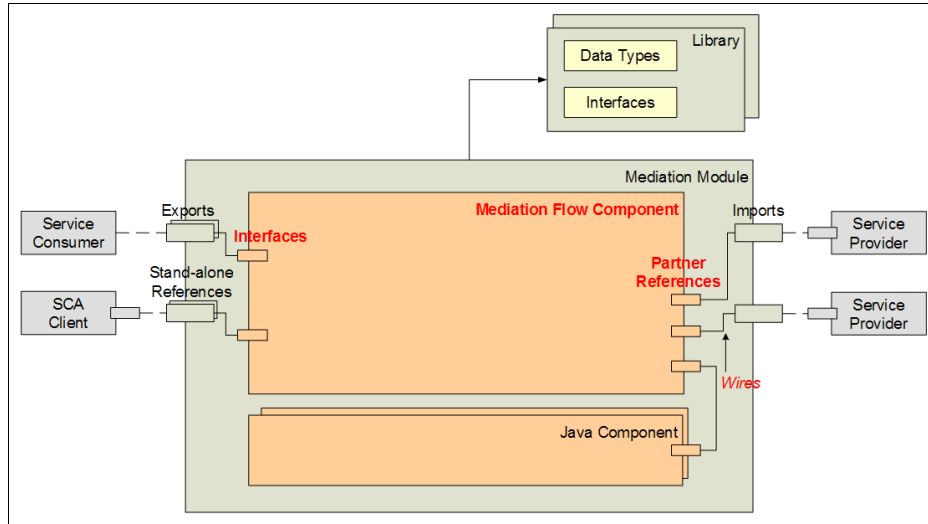 Library
Data Types
Interfaces
Mediation Module
Exports
Mediation Flow Component
Imports
Service
Consumer
Interfaces
Service
Provider
Partner
References
Stand-alone
References
SCA
Client
Service
Provider
Wires
Java Component